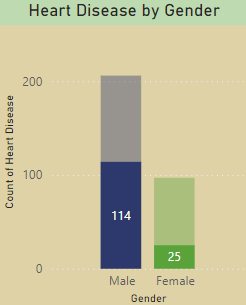 Heart Disease by Gender
Count of Heart Disease
200
100
0
114
25
Male
Female
Gender